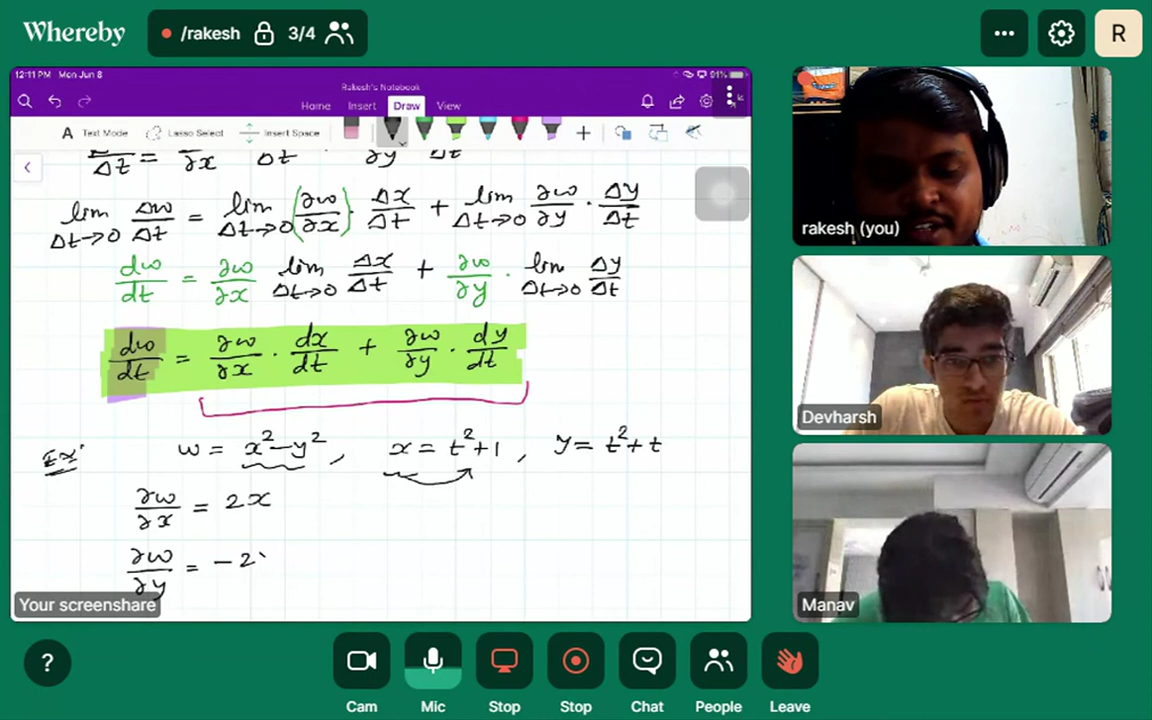 Whereby
/rakesh 3/4
R
12:11 PM Mon Jun 8
91%
Rakesh's Notebook
Home Insert Draw View
A Text Mode Lasso Select Insert Space
Δt = ∂x Δt ∂y Δt
lim Δt→0 Δw/Δt = lim Δt→0 (∂w/∂x) · Δx/Δt + lim Δt→0 ∂w/∂y · Δy/Δt
dw/dt = ∂w/∂x lim Δt→0 Δx/Δt + ∂w/∂y · lim Δt→0 Δy/Δt
dw/dt = ∂w/∂x · dx/dt + ∂w/∂y · dy/dt
Ex: w = x²-y², x = t²+1, y = t²+t
∂w/∂x = 2x
∂w/∂y = -2
Your screenshare
rakesh (you)
Devharsh
Manav
?
Cam Mic Stop Stop Chat People Leave